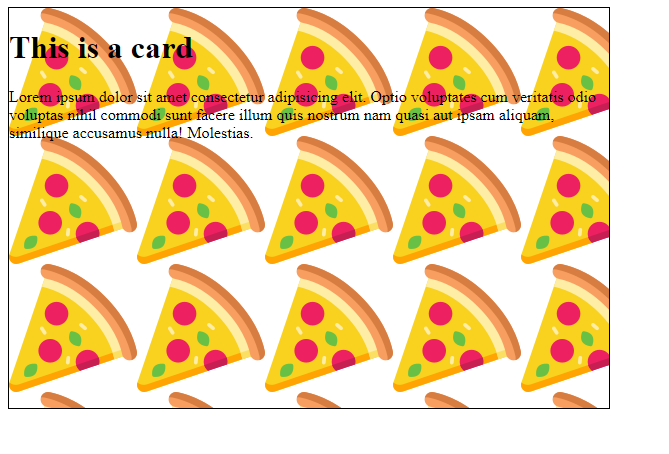 This is a card
Lorem ipsum dolor sit amet consectetur adipisicing elit. Optio voluptates cum veritatis odio
voluptas nihil commodi sunt facere illum quis nostrum nam quasi aut ipsam aliquam,
similique accusamus nulla! Molestias.